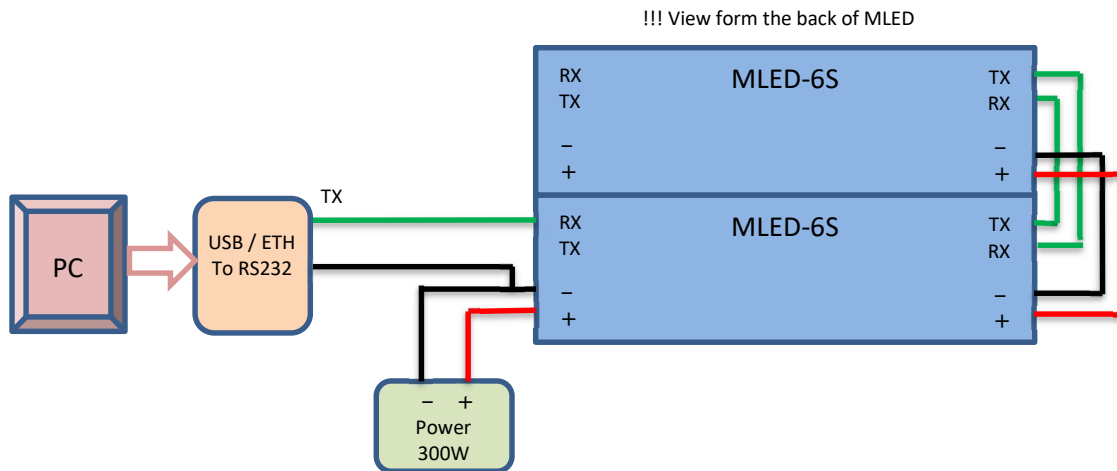 !!! View form the back of MLED
RX MLED-6S TX
TX RX
– –
+ +
TX
RX MLED-6S TX
TX RX
– –
+ +
USB / ETH
To RS232
PC
– +
Power
300W